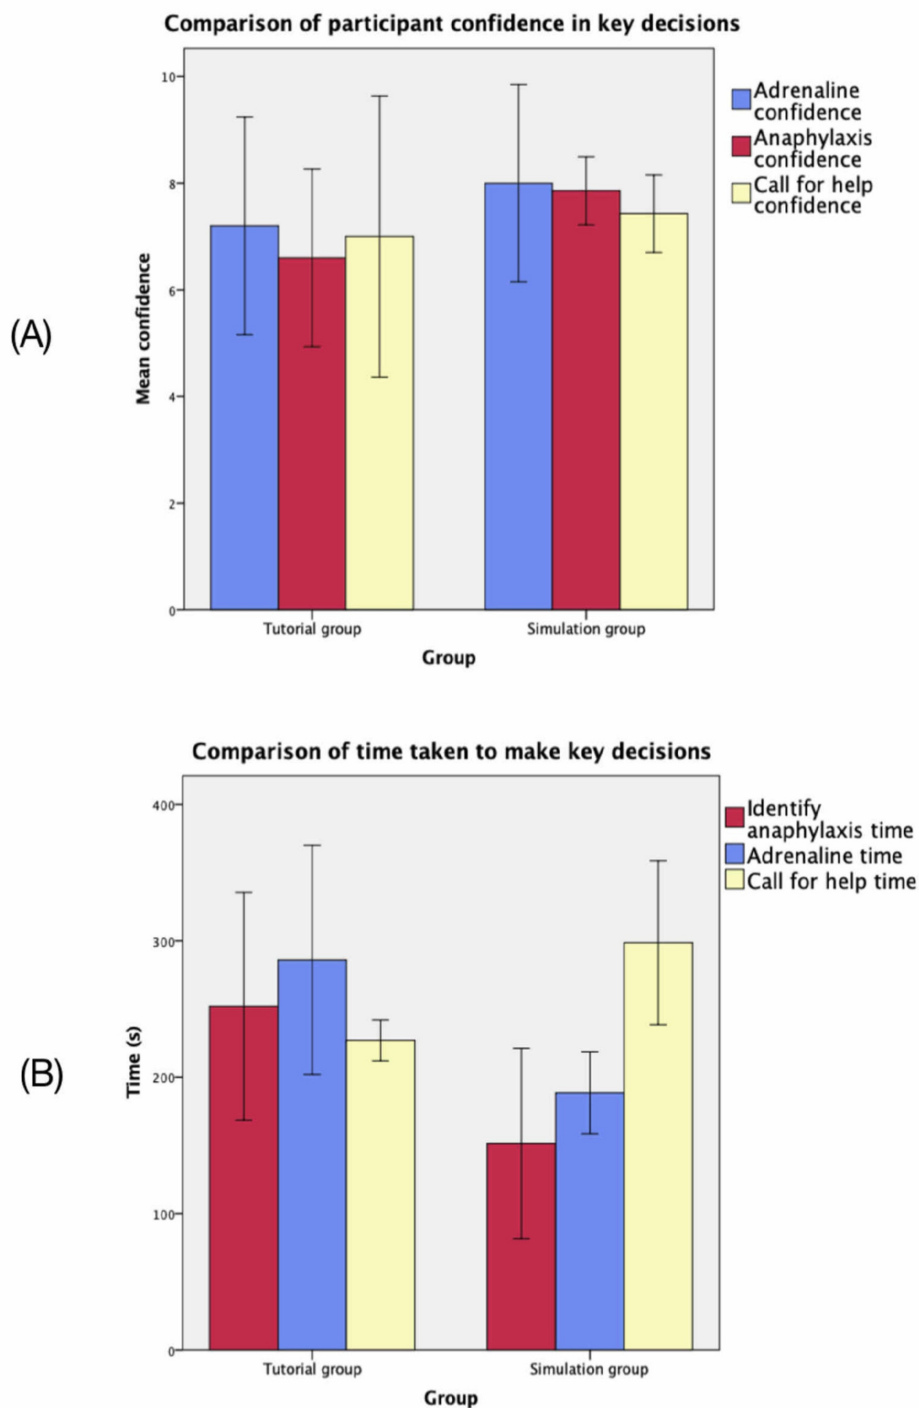 Comparison of participant confidence in key decisions
10
8
6
4
2
0
Mean confidence
Adrenaline
confidence
Anaphylaxis
confidence
Call for help
confidence
(A)
Tutorial group
Simulation group
Group
Comparison of time taken to make key decisions
400
300
200
100
0
Time (s)
Identify
anaphylaxis time
Adrenaline time
Call for help time
(B)
Tutorial group
Simulation group
Group